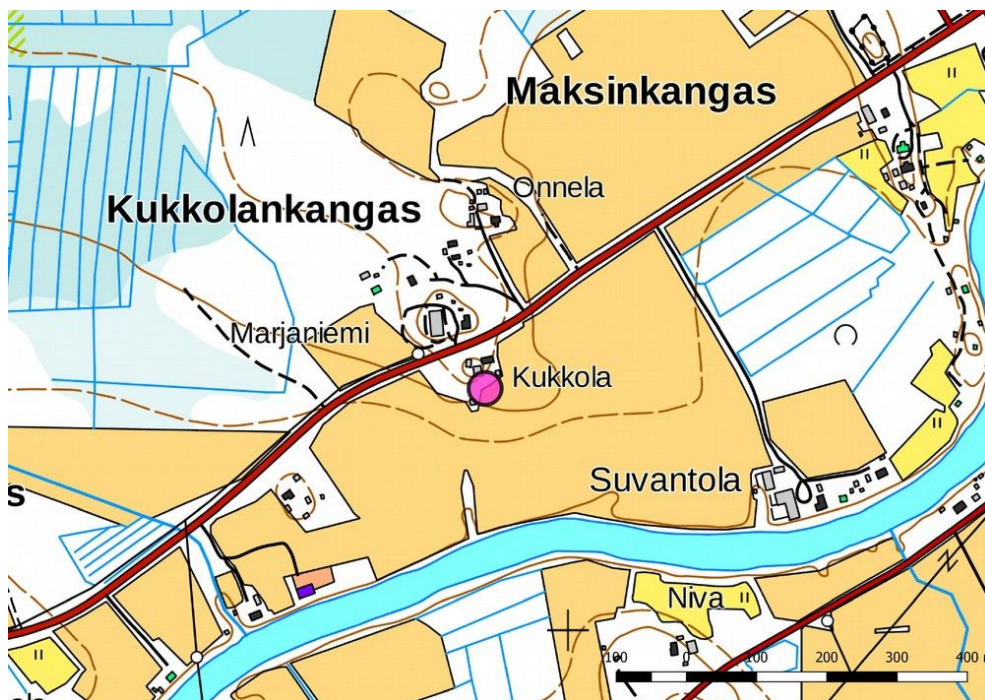 Maksinkangas
Onnela
Kukkolankangas
Marjaniemi
Kukkola
Suvantola
s
Niva
100 0 100 200 300 400 m